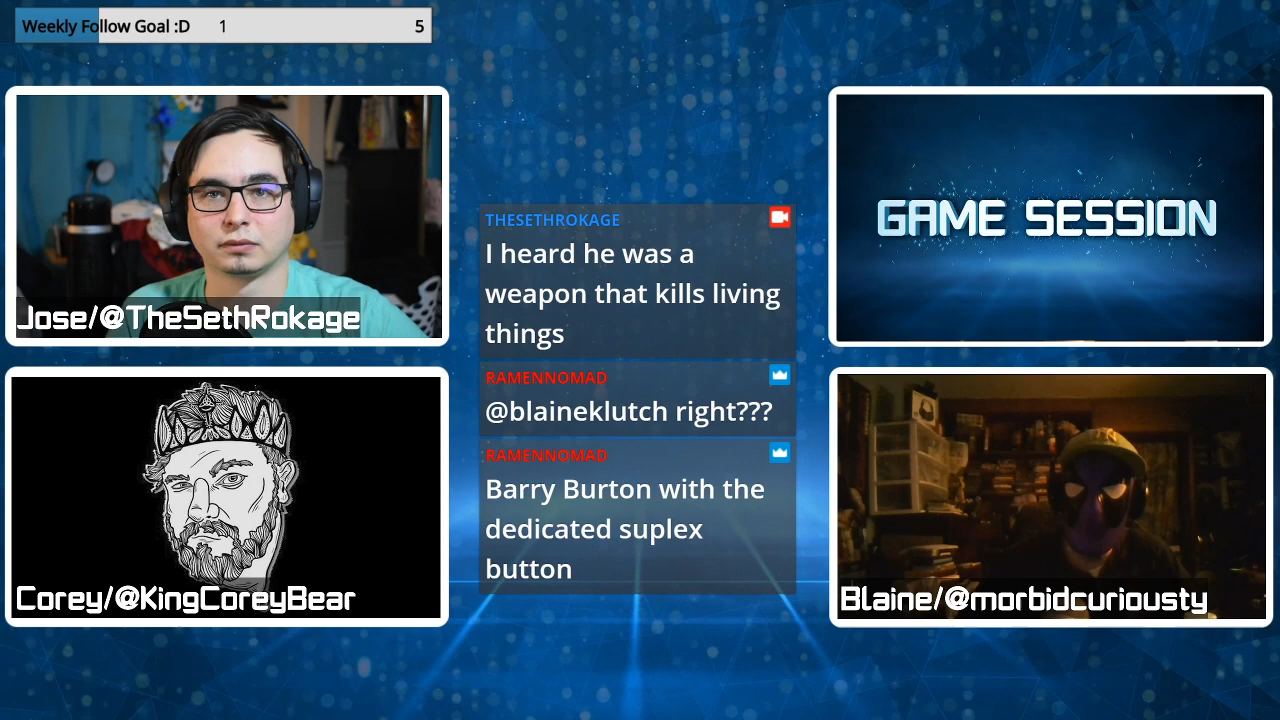 Weekly Follow Goal :D 1 5
GAME SESSION
Jose/@TheSethRokage
THESETHROKAGE
I heard he was a
weapon that kills living
things
RAMENNOMAD
@blaineklutch right???
RAMENNOMAD
Barry Burton with the
dedicated suplex
button
Corey/@KingCoreyBear
Blaine/@morbidcuriousty